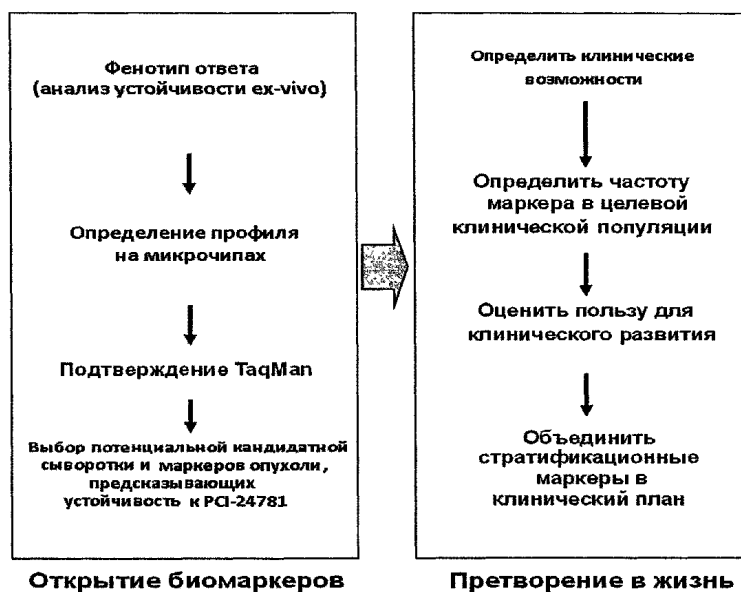 Фенотип ответа
(анализ устойчивости ex-vivo)
Определение профиля
на микрочипах
Подтверждение TaqMan
Выбор потенциальной кандидатной
сыворотки и маркеров опухоли,
предсказывающих
устойчивость к PCI-24781
Открытие биомаркеров
Определить клинические
возможности
Определить частоту
маркера в целевой
клинической популяции
Оценить пользу для
клинического развития
Объединить
стратификационные
маркеры в
клинический план
Претворение в жизнь